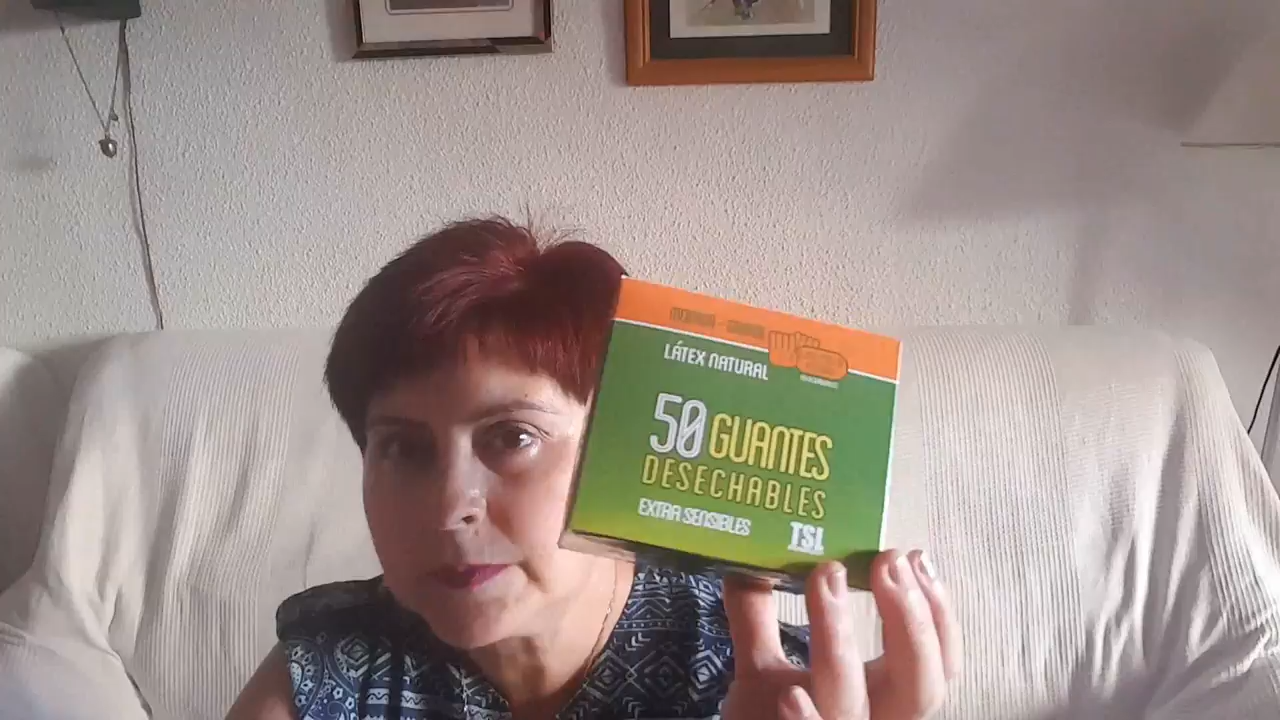 LÁTEX NATURAL
50 GUANTES
DESECHABLES
EXTRA SENSIBLES
TSL